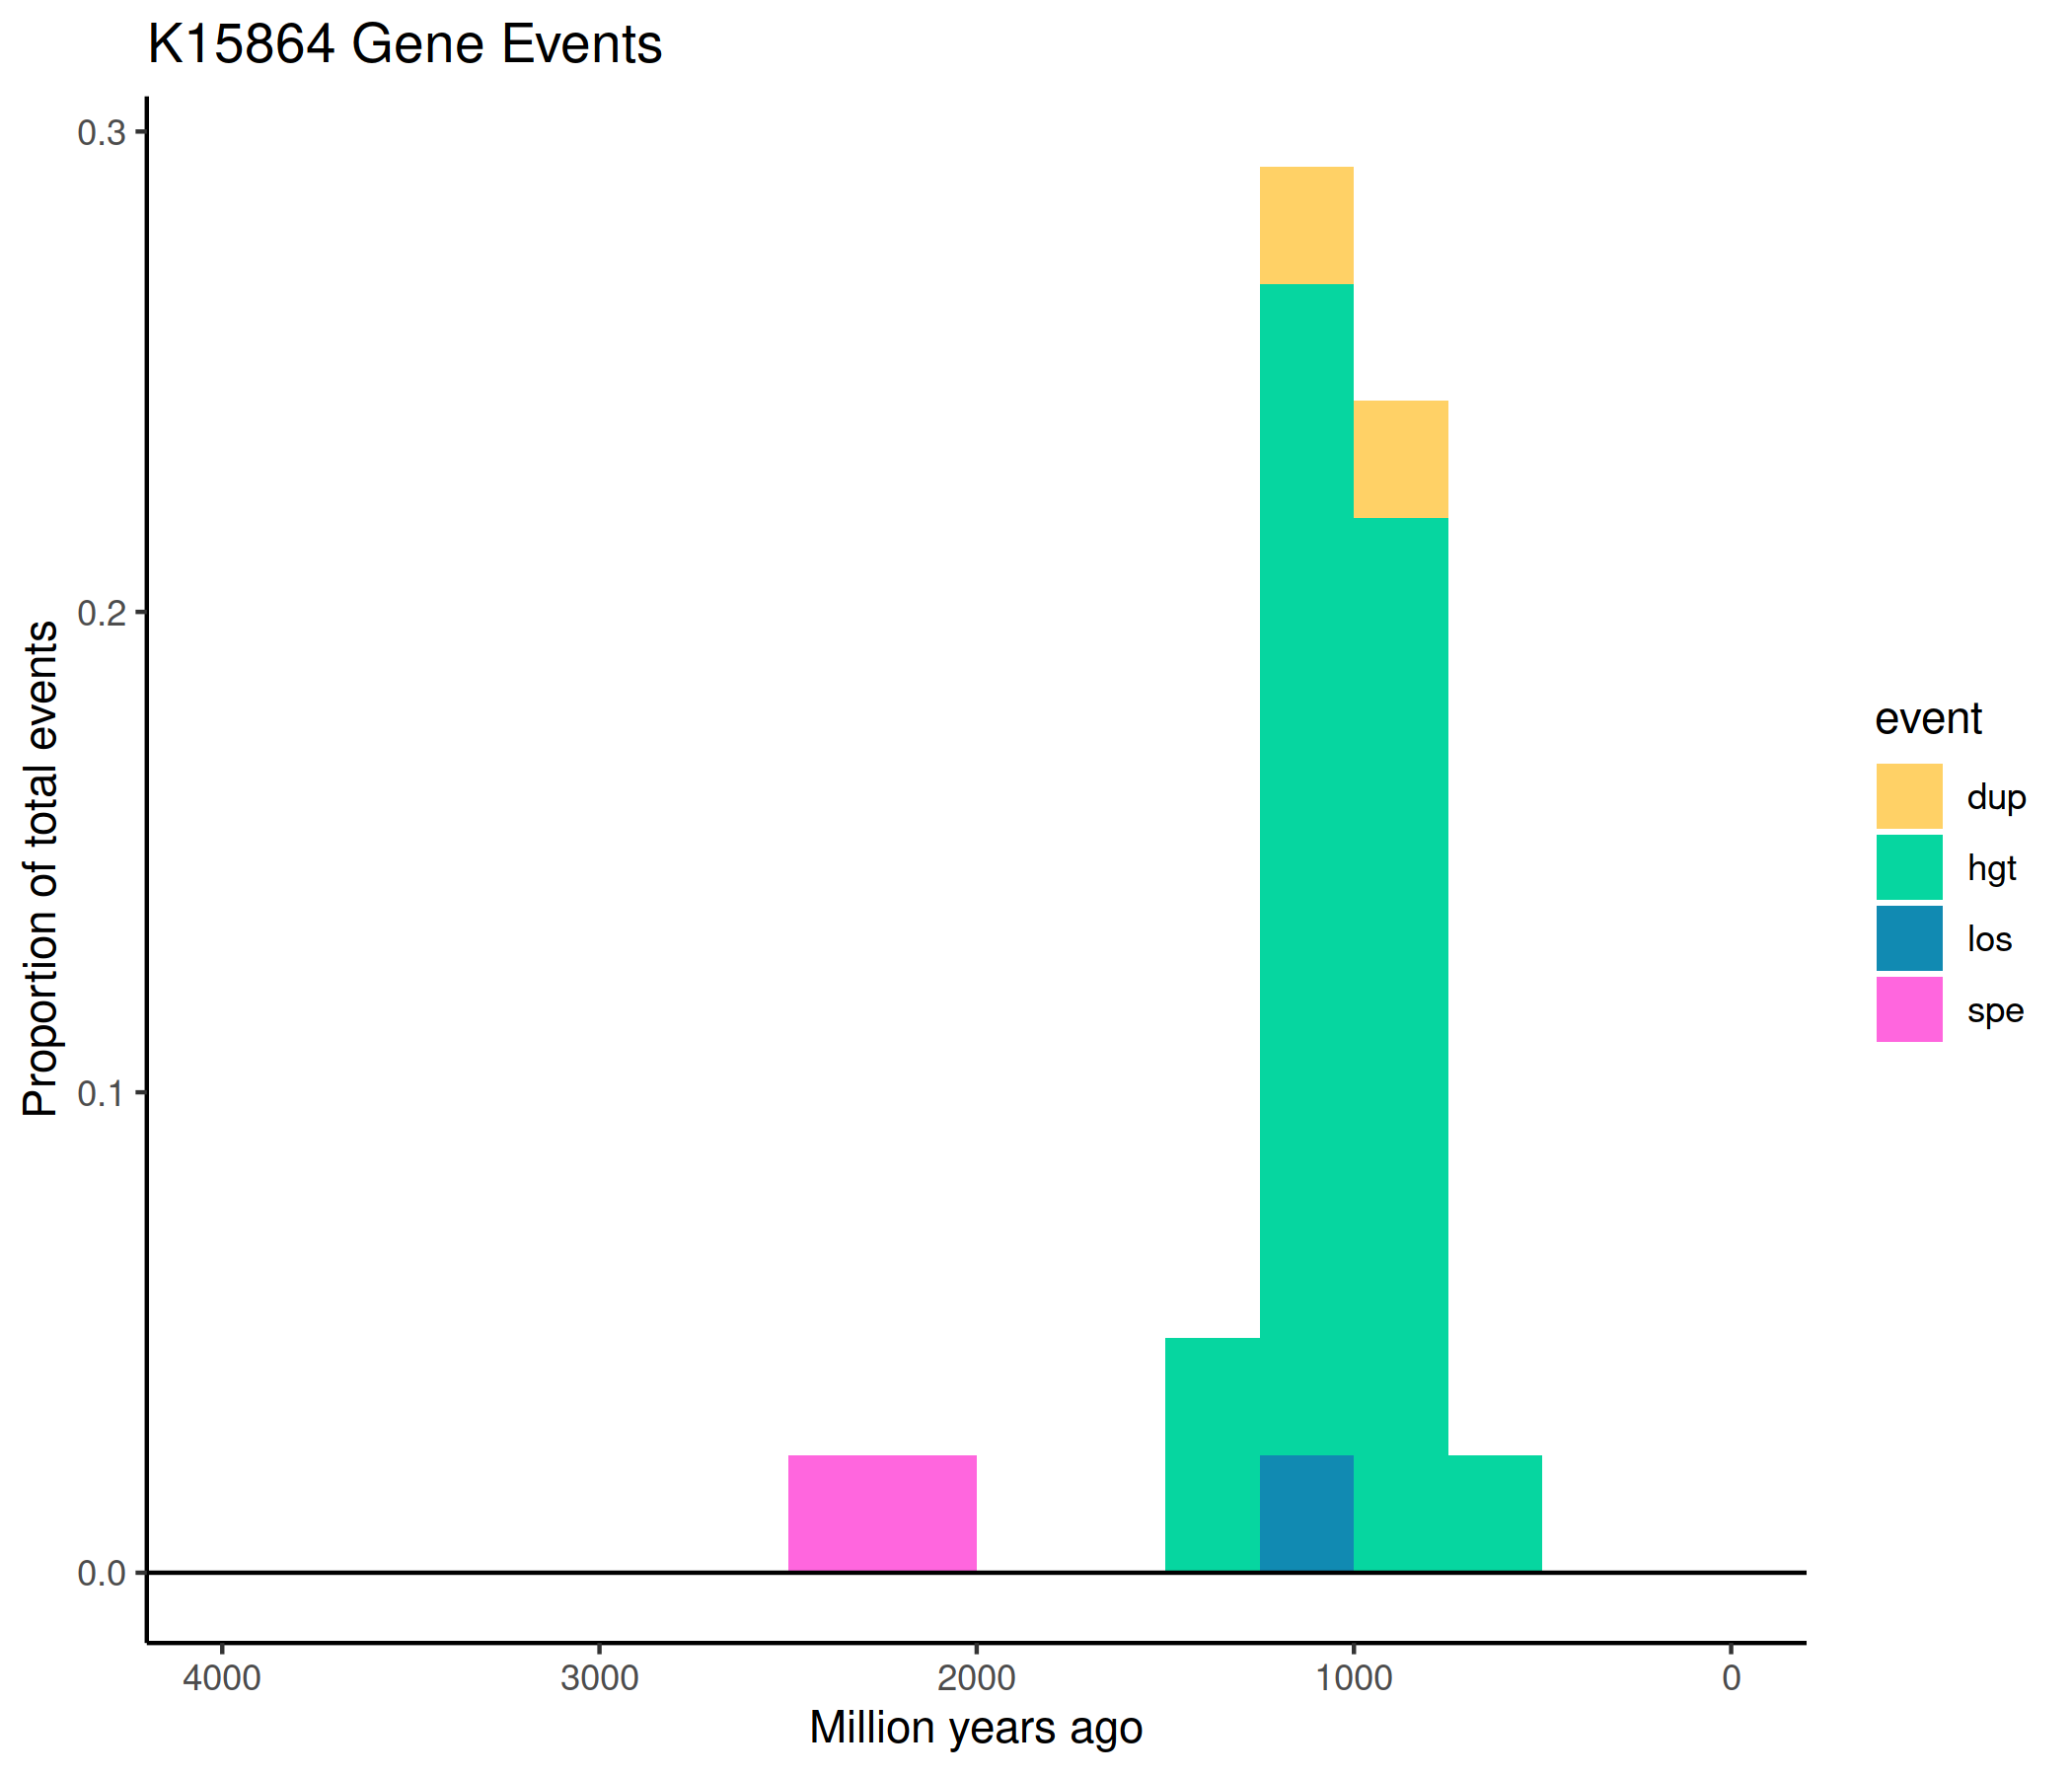 K15864 Gene Events
0.3
0.2
0.1
0.0
Proportion of total events
4000 3000 2000 1000 0
Million years ago
event
dup
hgt
los
spe